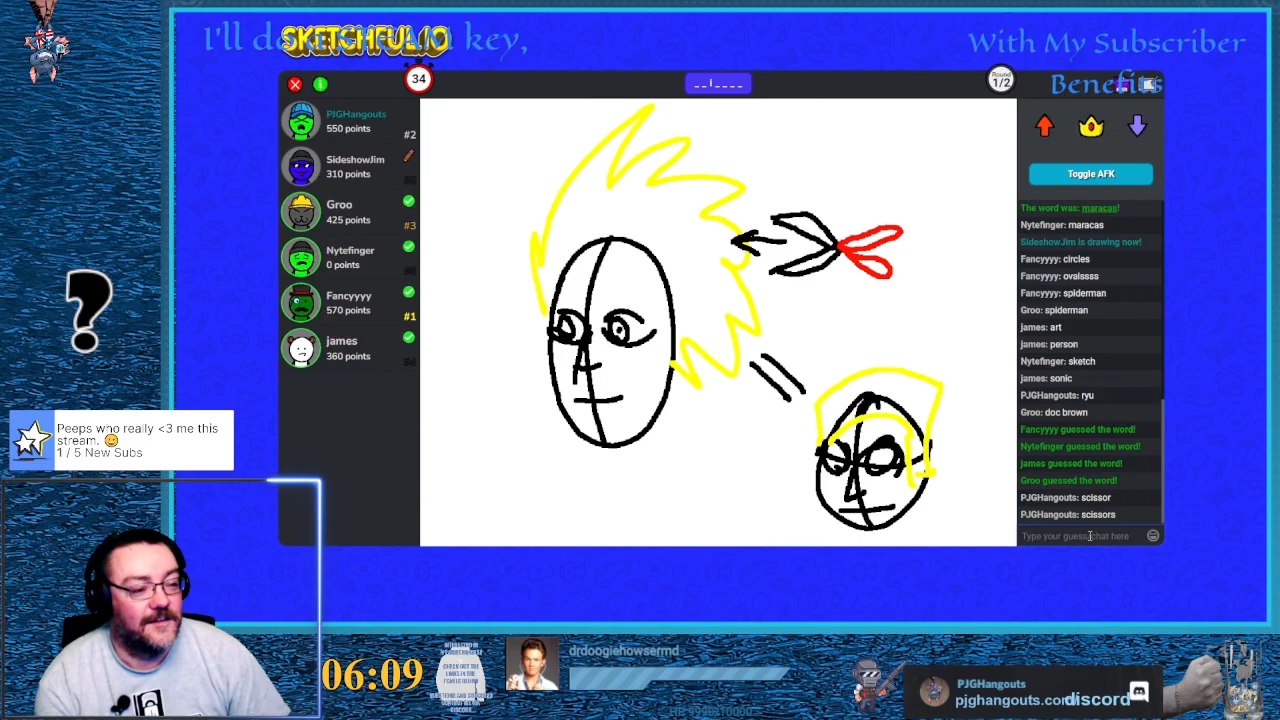 I'll do
key,
SKETCHFUL.IO
With My Subscriber
Benefits
34
__I____
Round
1/2
PJGHangouts
550 points
#2
SideshowJim
310 points
Groo
425 points
#3
Nytefinger
0 points
Fancyyyy
570 points
#1
james
360 points
Toggle AFK
The word was: maracas!
Nytefinger: maracas
SideshowJim is drawing now!
Fancyyyy: circles
Fancyyyy: ovalssss
Fancyyyy: spiderman
Groo: spiderman
james: art
james: person
Nytefinger: sketch
james: sonic
PJGHangouts: ryu
Groo: doc brown
Fancyyyy guessed the word!
Nytefinger guessed the word!
james guessed the word!
Groo guessed the word!
PJGHangouts: scissor
PJGHangouts: scissors
Type your guess/chat here
?
Peeps who really <3 me this
stream. 🙂
1 / 5 New Subs
06:09
drdoogiehowsermd
PJGHangouts
pjghangouts.com/discord